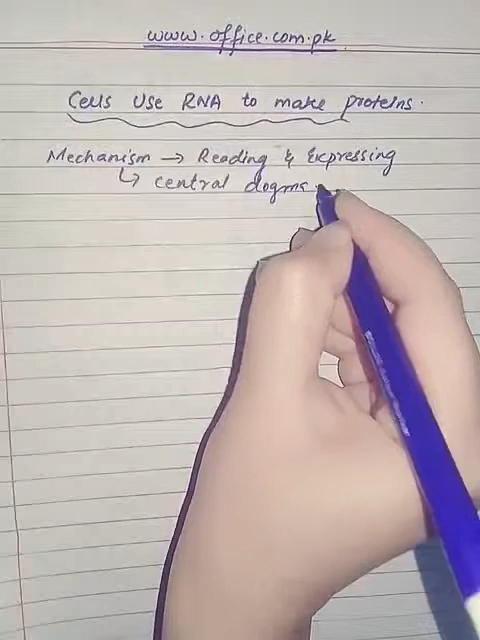 www.office.com.pk
Cells Use RNA to make proteins.
Mechanism → Reading & Expressing
↳ central dogma